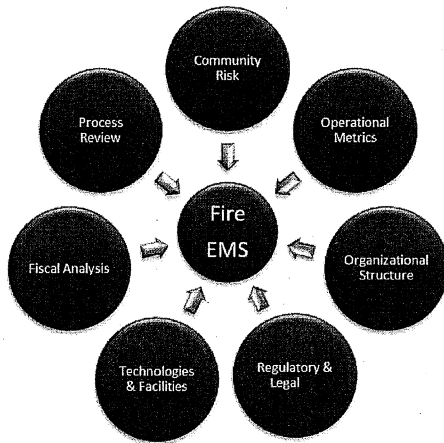 Community
Risk
Operational
Metrics
Organizational
Structure
Regulatory &
Legal
Technologies
& Facilities
Fiscal Analysis
Process
Review
Fire
EMS